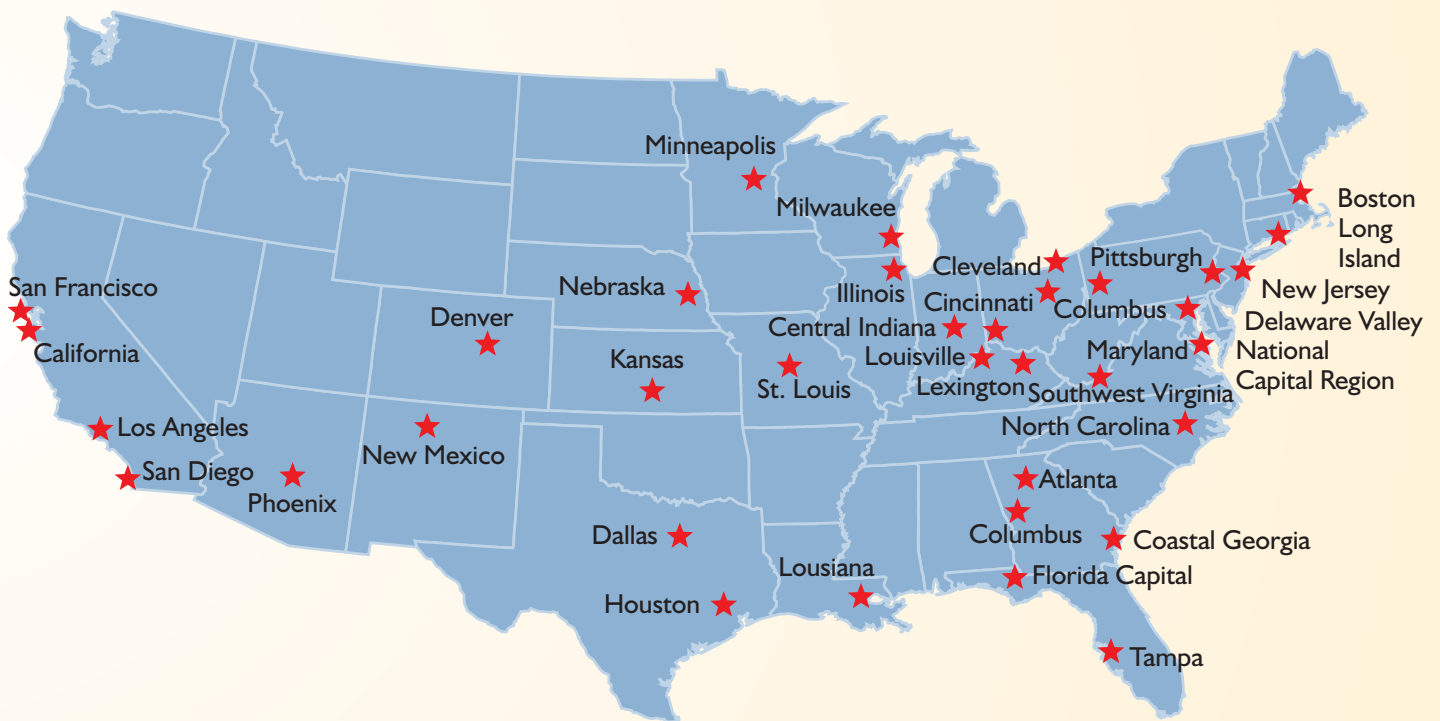 Minneapolis
Milwaukee
Boston
Long
Island
Pittsburgh
Cleveland
San Francisco
Nebraska
Illinois
Cincinnati
New Jersey
Columbus
Denver
Central Indiana
Delaware Valley
California
Kansas
Louisville
Maryland
National
Capital Region
St. Louis
Lexington
Southwest Virginia
Los Angeles
North Carolina
New Mexico
San Diego
Atlanta
Phoenix
Dallas
Columbus
Coastal Georgia
Lousiana
Florida Capital
Houston
Tampa